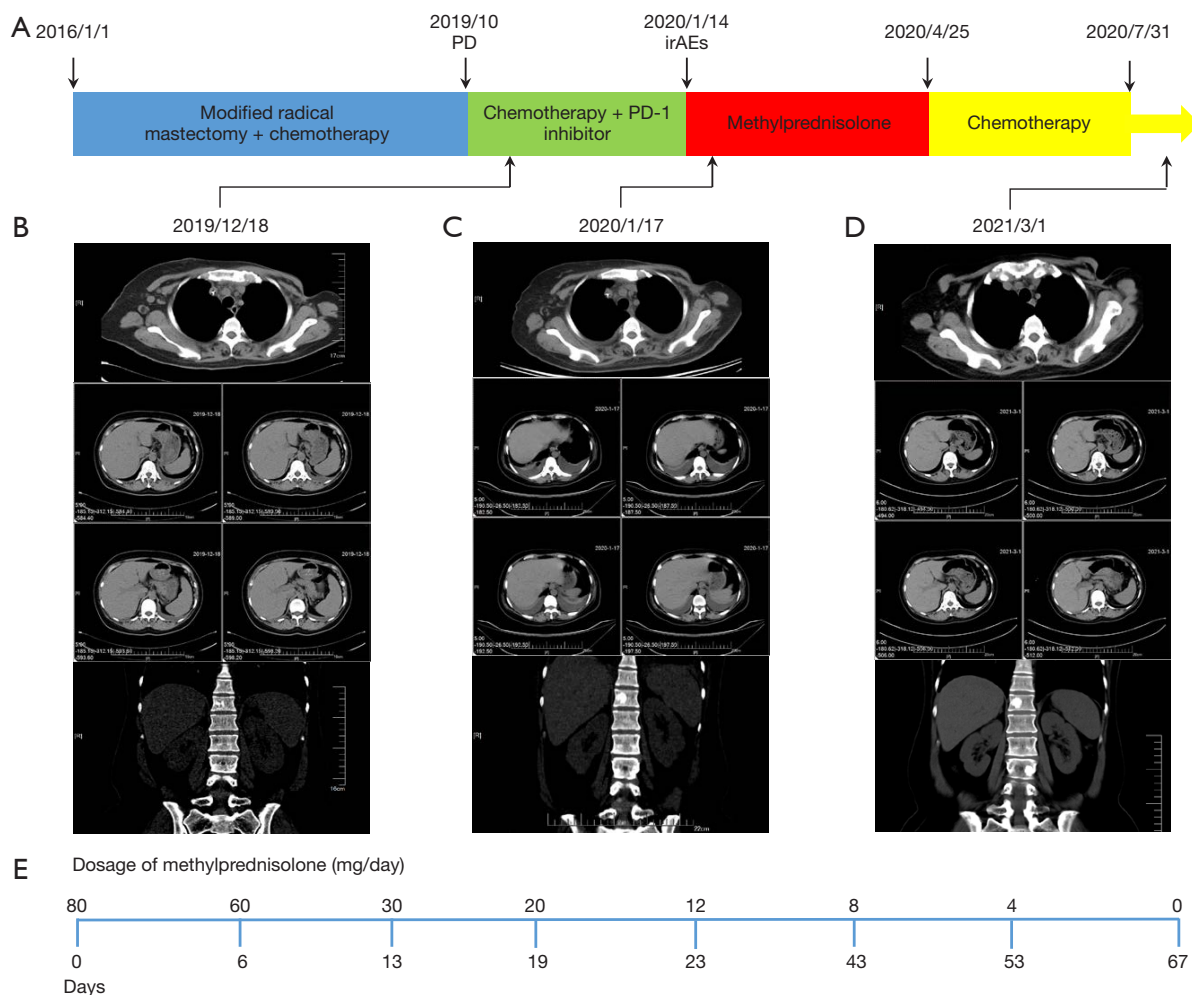 A
2016/1/1
2019/10
PD
2020/1/14
irAEs
2020/4/25
2020/7/31
Modified radical
mastectomy + chemotherapy
Chemotherapy + PD-1
inhibitor
Methylprednisolone
Chemotherapy
B
2019/12/18
C
2020/1/17
D
2021/3/1
[R]
17cm
[R]
[R]
2019-12-18
2019-12-18
2020-1-17
2020-1-17
2021-3-1
2021-3-1
2019-12-18
2019-12-18
2020-1-17
2020-1-17
2021-3-1
2021-3-1
[R]
16cm
[R]
22cm
[R]
E
Dosage of methylprednisolone (mg/day)
80 60 30 20 12 8 4 0
0 6 13 19 23 43 53 67
Days